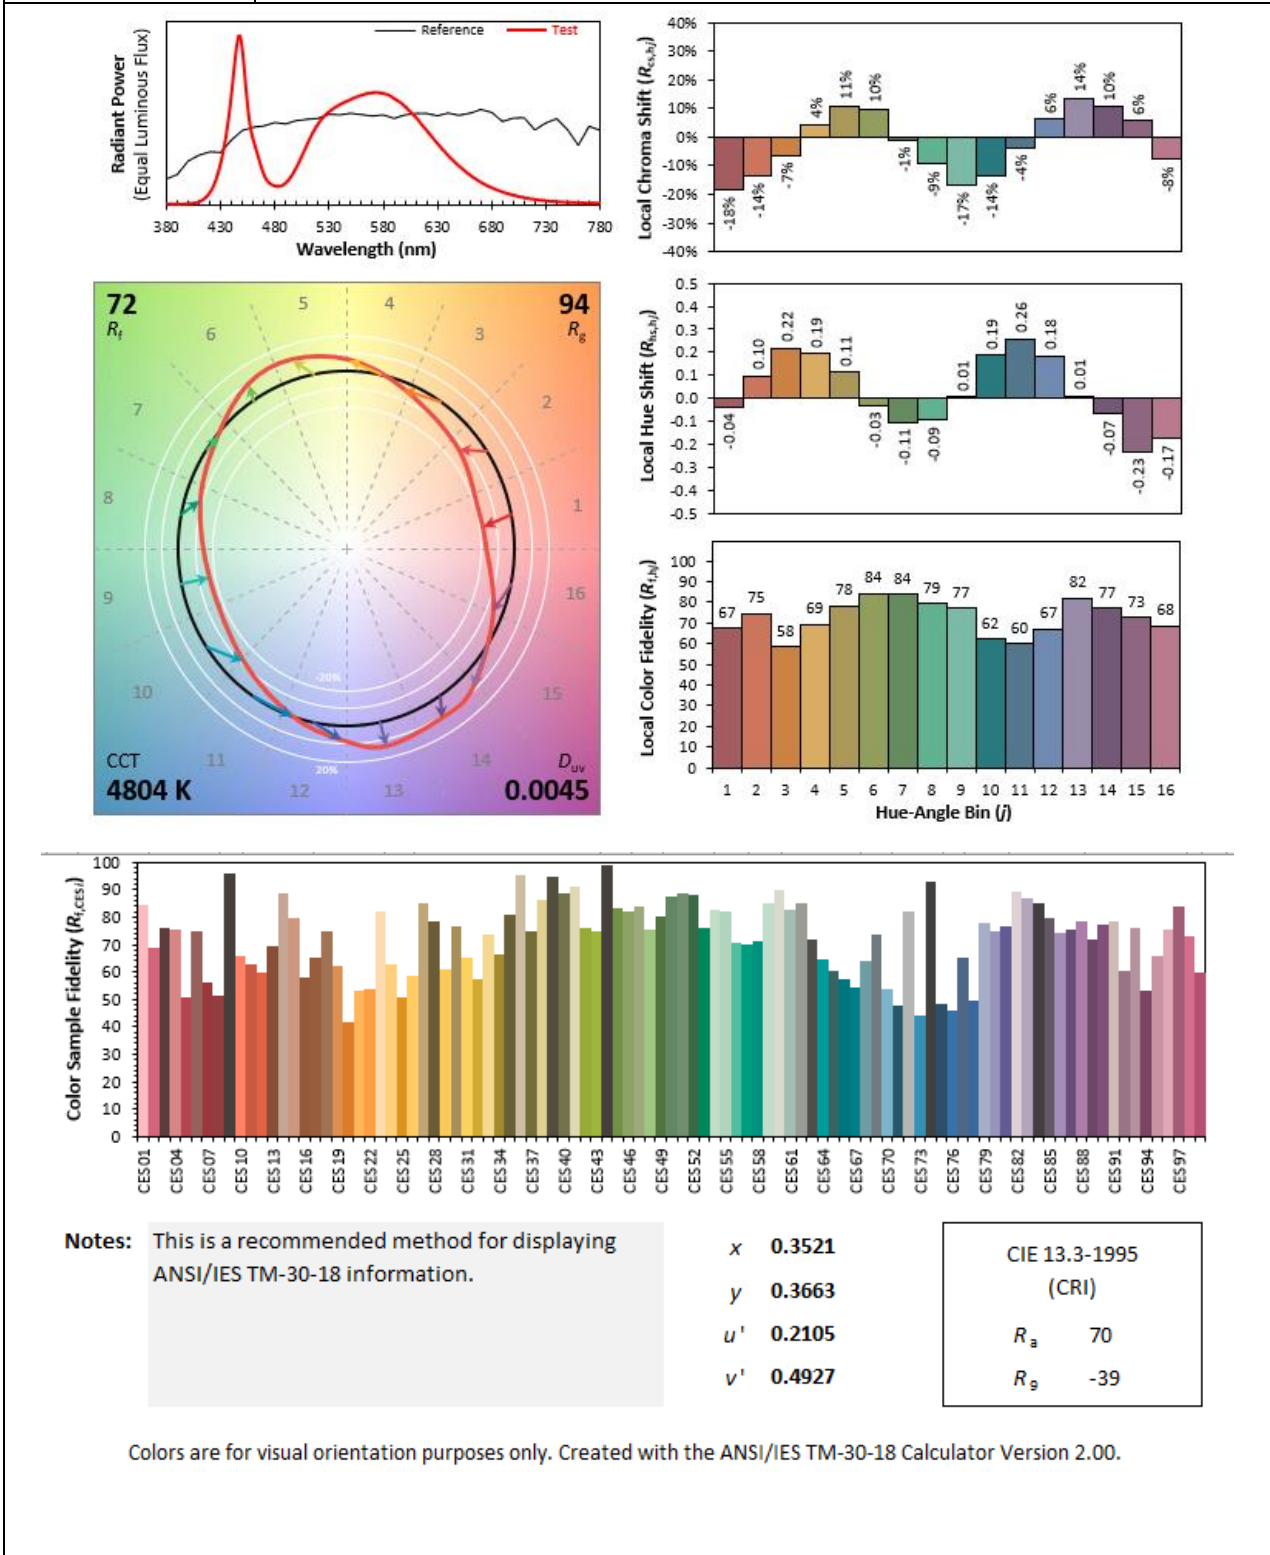 Reference
Test
Radiant Power
(Equal Luminous Flux)
380 430 480 530 580 630 680 730 780
Wavelength (nm)
Local Chroma Shift (Rcs,hj)
40%
30%
20%
10%
0%
-10%
-20%
-30%
-40%
-18% -14% -7% 4% 11% 10% -1% -9% -17% -14% -4% 6% 14% 10% 6% -8%
72
Rf
94
Rg
5 4
6 3
7 2
8 1
9 16
10 15
11 14
12 13
-20%
20%
CCT
4804 K
Duv
0.0045
Local Hue Shift (Rhs,hj)
0.5
0.4
0.3
0.2
0.1
0.0
-0.1
-0.2
-0.3
-0.4
-0.5
-0.04 0.10 0.22 0.19 0.11 -0.03 -0.11 -0.09 0.01 0.19 0.26 0.18 0.01 -0.07 -0.23 -0.17
Local Color Fidelity (Rf,hj)
100
90
80
70
60
50
40
30
20
10
0
67 75 58 69 78 84 84 79 77 62 60 67 82 77 73 68
1 2 3 4 5 6 7 8 9 10 11 12 13 14 15 16
Hue-Angle Bin (j)
Color Sample Fidelity (Rf,CESi)
100
90
80
70
60
50
40
30
20
10
0
CES01 CES04 CES07 CES10 CES13 CES16 CES19 CES22 CES25 CES28 CES31 CES34 CES37 CES40 CES43 CES46 CES49 CES52 CES55 CES58 CES61 CES64 CES67 CES70 CES73 CES76 CES79 CES82 CES85 CES88 CES91 CES94 CES97
Notes: This is a recommended method for displaying
ANSI/IES TM-30-18 information.
x 0.3521
y 0.3663
u' 0.2105
v' 0.4927
CIE 13.3-1995
(CRI)
Ra 70
R9 -39
Colors are for visual orientation purposes only. Created with the ANSI/IES TM-30-18 Calculator Version 2.00.